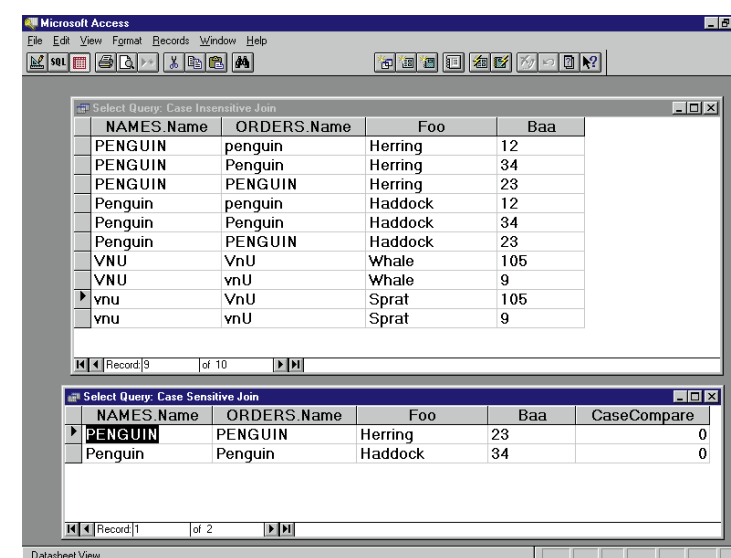 Microsoft Access
File Edit View Format Records Window Help
SQL
Select Query: Case Insensitive Join
NAMES.Name ORDERS.Name Foo Baa
PENGUIN penguin Herring 12
PENGUIN Penguin Herring 34
PENGUIN PENGUIN Herring 23
Penguin penguin Haddock 12
Penguin Penguin Haddock 34
Penguin PENGUIN Haddock 23
VNU VnU Whale 105
VNU vnU Whale 9
vnu VnU Sprat 105
vnu vnU Sprat 9
Record: 9 of 10
Select Query: Case Sensitive Join
NAMES.Name ORDERS.Name Foo Baa CaseCompare
PENGUIN PENGUIN Herring 23 0
Penguin Penguin Haddock 34 0
Record: 1 of 2
Datasheet View